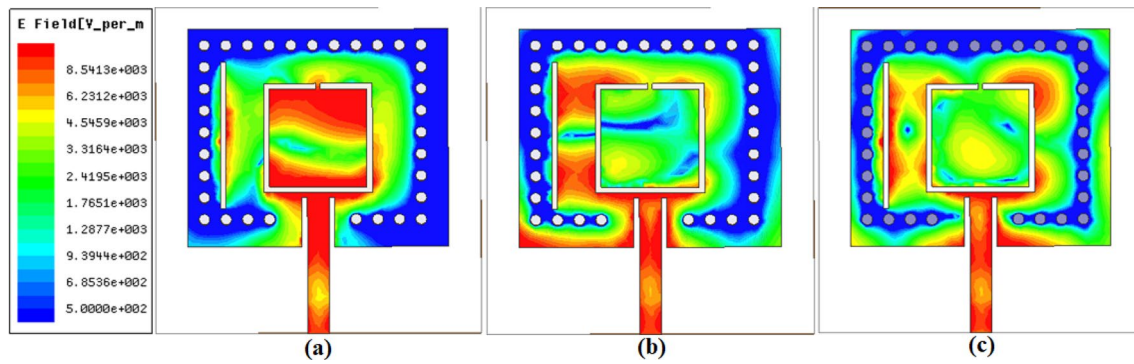 E Field[V_per_m
8.5413e+003
6.2312e+003
4.5459e+003
3.3164e+003
2.4195e+003
1.7651e+003
1.2877e+003
9.3944e+002
6.8536e+002
5.0000e+002
(a)
(b)
(c)